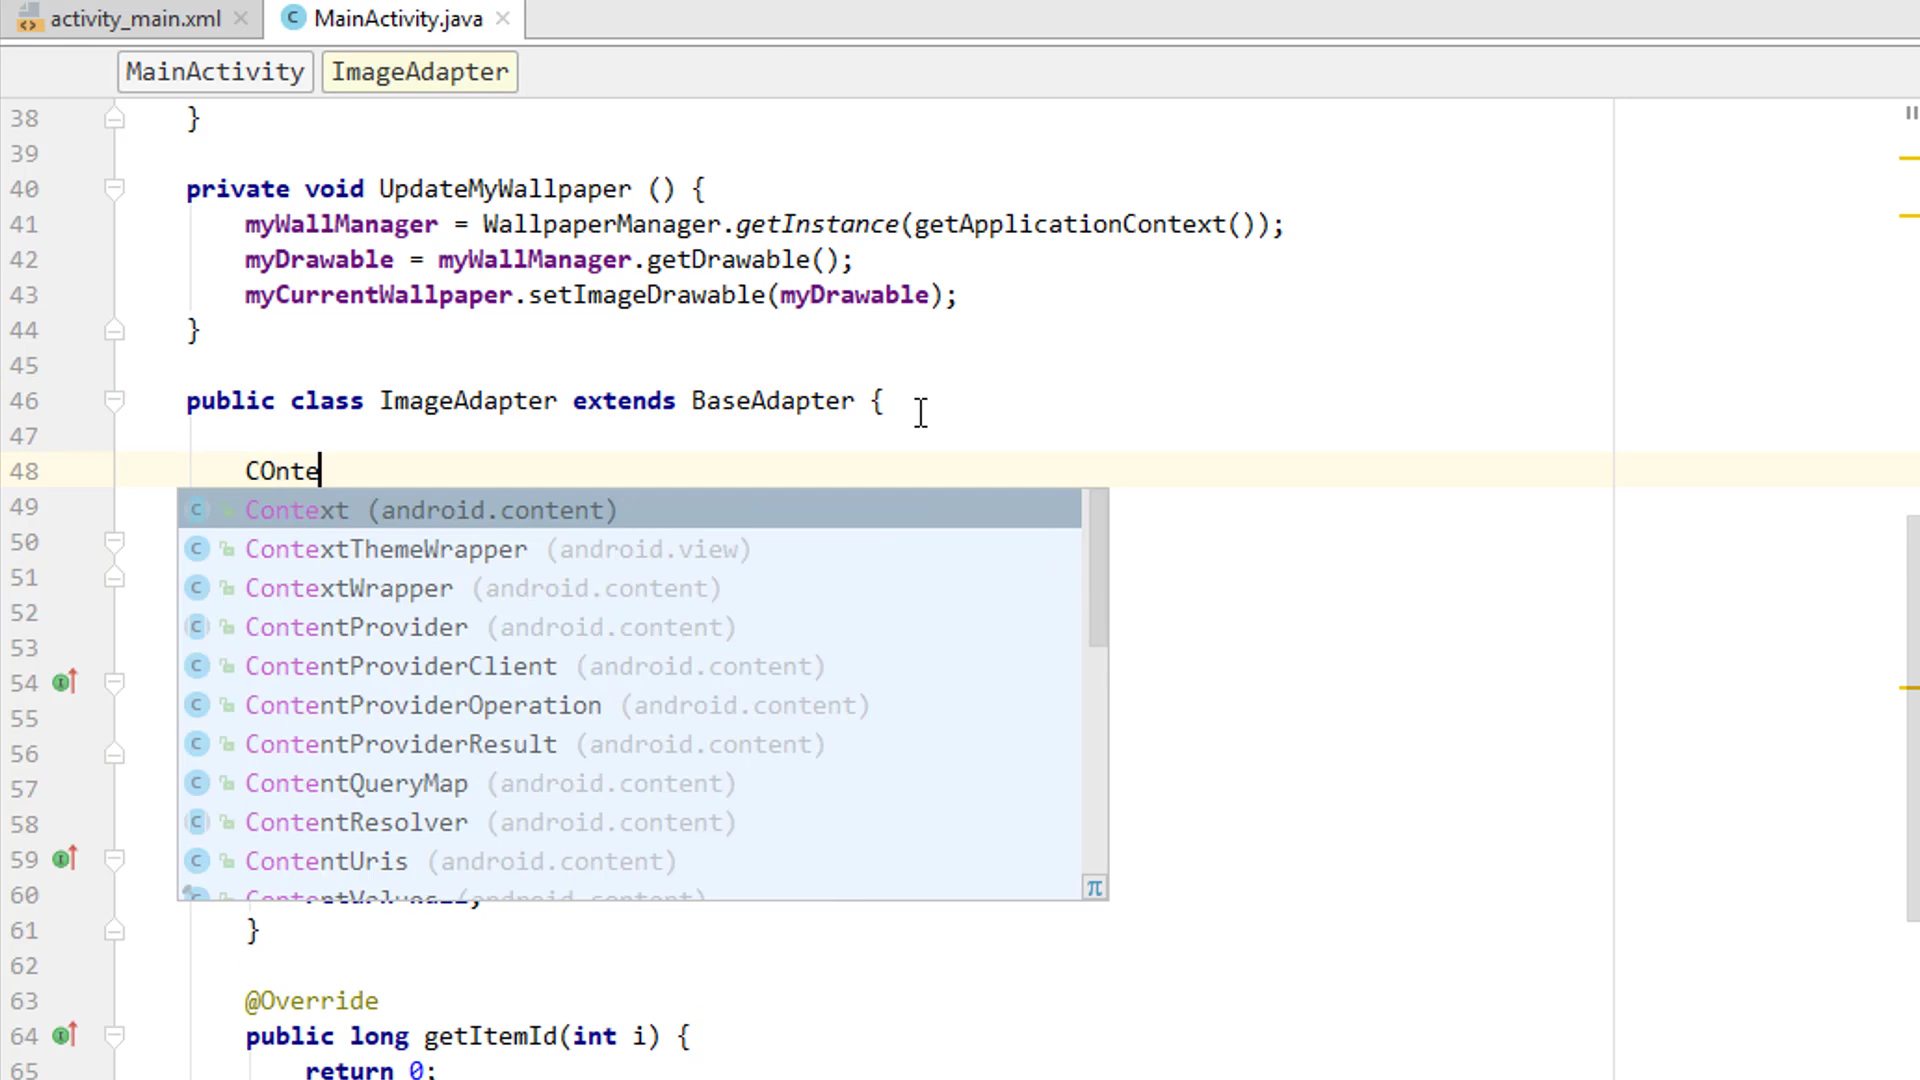 activity_main.xml MainActivity.java
MainActivity ImageAdapter
38 }
39
40 private void UpdateMyWallpaper () {
41 myWallManager = WallpaperManager.getInstance(getApplicationContext());
42 myDrawable = myWallManager.getDrawable();
43 myCurrentWallpaper.setImageDrawable(myDrawable);
44 }
45
46 public class ImageAdapter extends BaseAdapter {
47
48 COnte
49 Context (android.content)
50 ContextThemeWrapper (android.view)
51 ContextWrapper (android.content)
52 ContentProvider (android.content)
53 ContentProviderClient (android.content)
54 ContentProviderOperation (android.content)
55 ContentProviderResult (android.content)
56 ContentQueryMap (android.content)
57 ContentResolver (android.content)
58 ContentUris (android.content)
59
60
61 }
62
63 @Override
64 public long getItemId(int i) {
65 return 0;